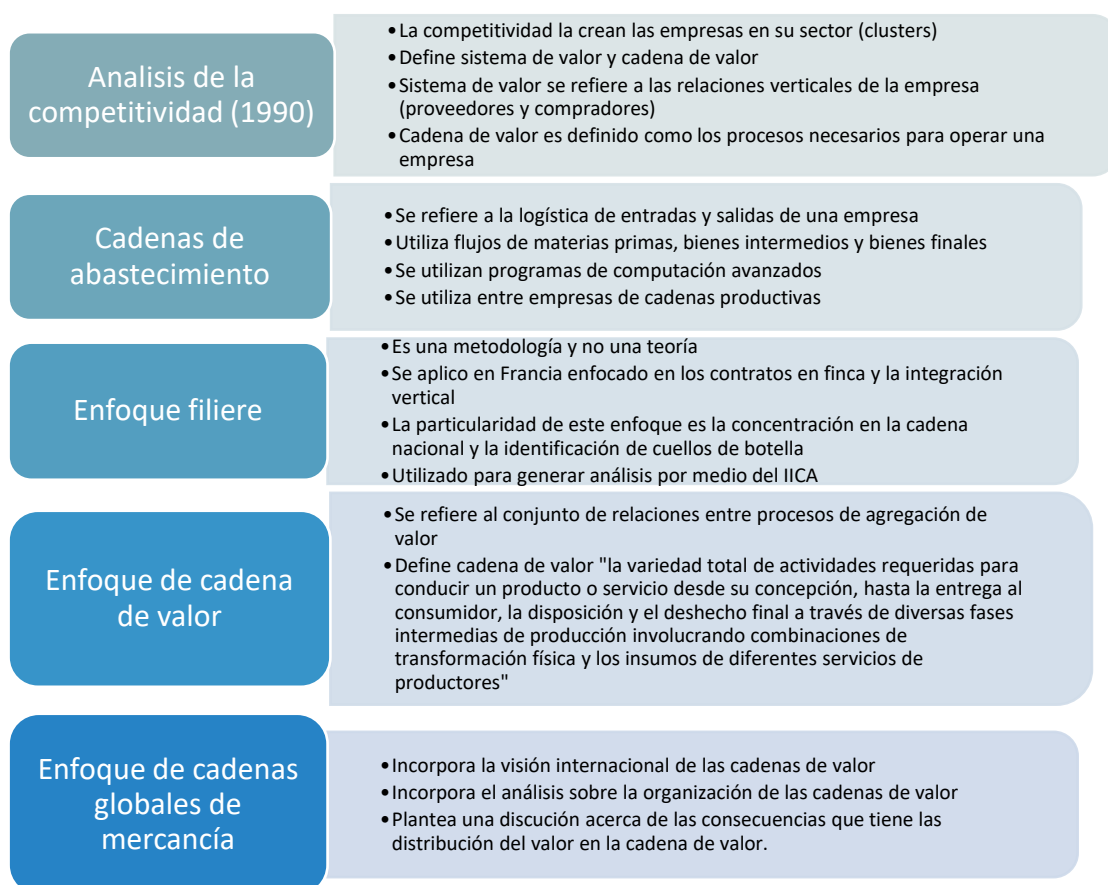 Analisis de la
competitividad (1990)
•La competitividad la crean las empresas en su sector (clusters)
•Define sistema de valor y cadena de valor
•Sistema de valor se refiere a las relaciones verticales de la empresa
(proveedores y compradores)
•Cadena de valor es definido como los procesos necesarios para operar una
empresa
Cadenas de
abastecimiento
•Se refiere a la logística de entradas y salidas de una empresa
•Utiliza flujos de materias primas, bienes intermedios y bienes finales
•Se utilizan programas de computación avanzados
•Se utiliza entre empresas de cadenas productivas
Enfoque filiere
•Es una metodología y no una teoría
•Se aplico en Francia enfocado en los contratos en finca y la integración
vertical
•La particularidad de este enfoque es la concentración en la cadena
nacional y la identificación de cuellos de botella
•Utilizado para generar análisis por medio del IICA
Enfoque de cadena
de valor
•Se refiere al conjunto de relaciones entre procesos de agregación de
valor
•Define cadena de valor "la variedad total de actividades requeridas para
conducir un producto o servicio desde su concepción, hasta la entrega al
consumidor, la disposición y el deshecho final a través de diversas fases
intermedias de producción involucrando combinaciones de
transformación física y los insumos de diferentes servicios de
productores"
Enfoque de cadenas
globales de
mercancía
•Incorpora la visión internacional de las cadenas de valor
•Incorpora el análisis sobre la organización de las cadenas de valor
•Plantea una discución acerca de las consecuencias que tiene las
distribución del valor en la cadena de valor.